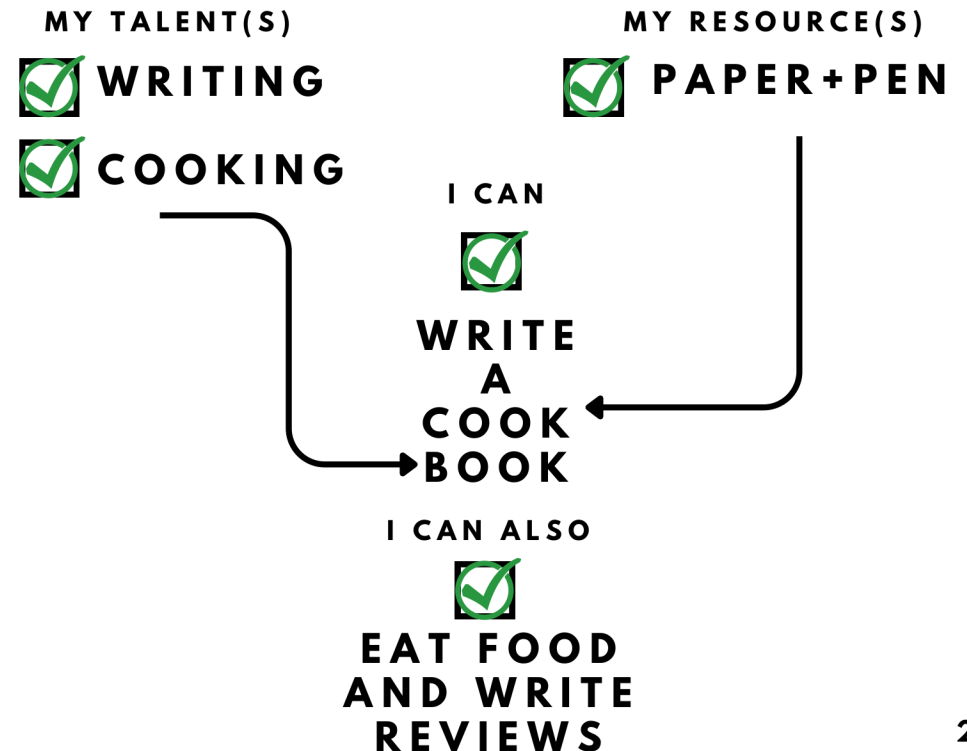 MY TALENT(S)
WRITING
COOKING
MY RESOURCE(S)
PAPER+PEN
I CAN
WRITE
A
COOK
BOOK
I CAN ALSO
EAT FOOD
AND WRITE
REVIEWS
2